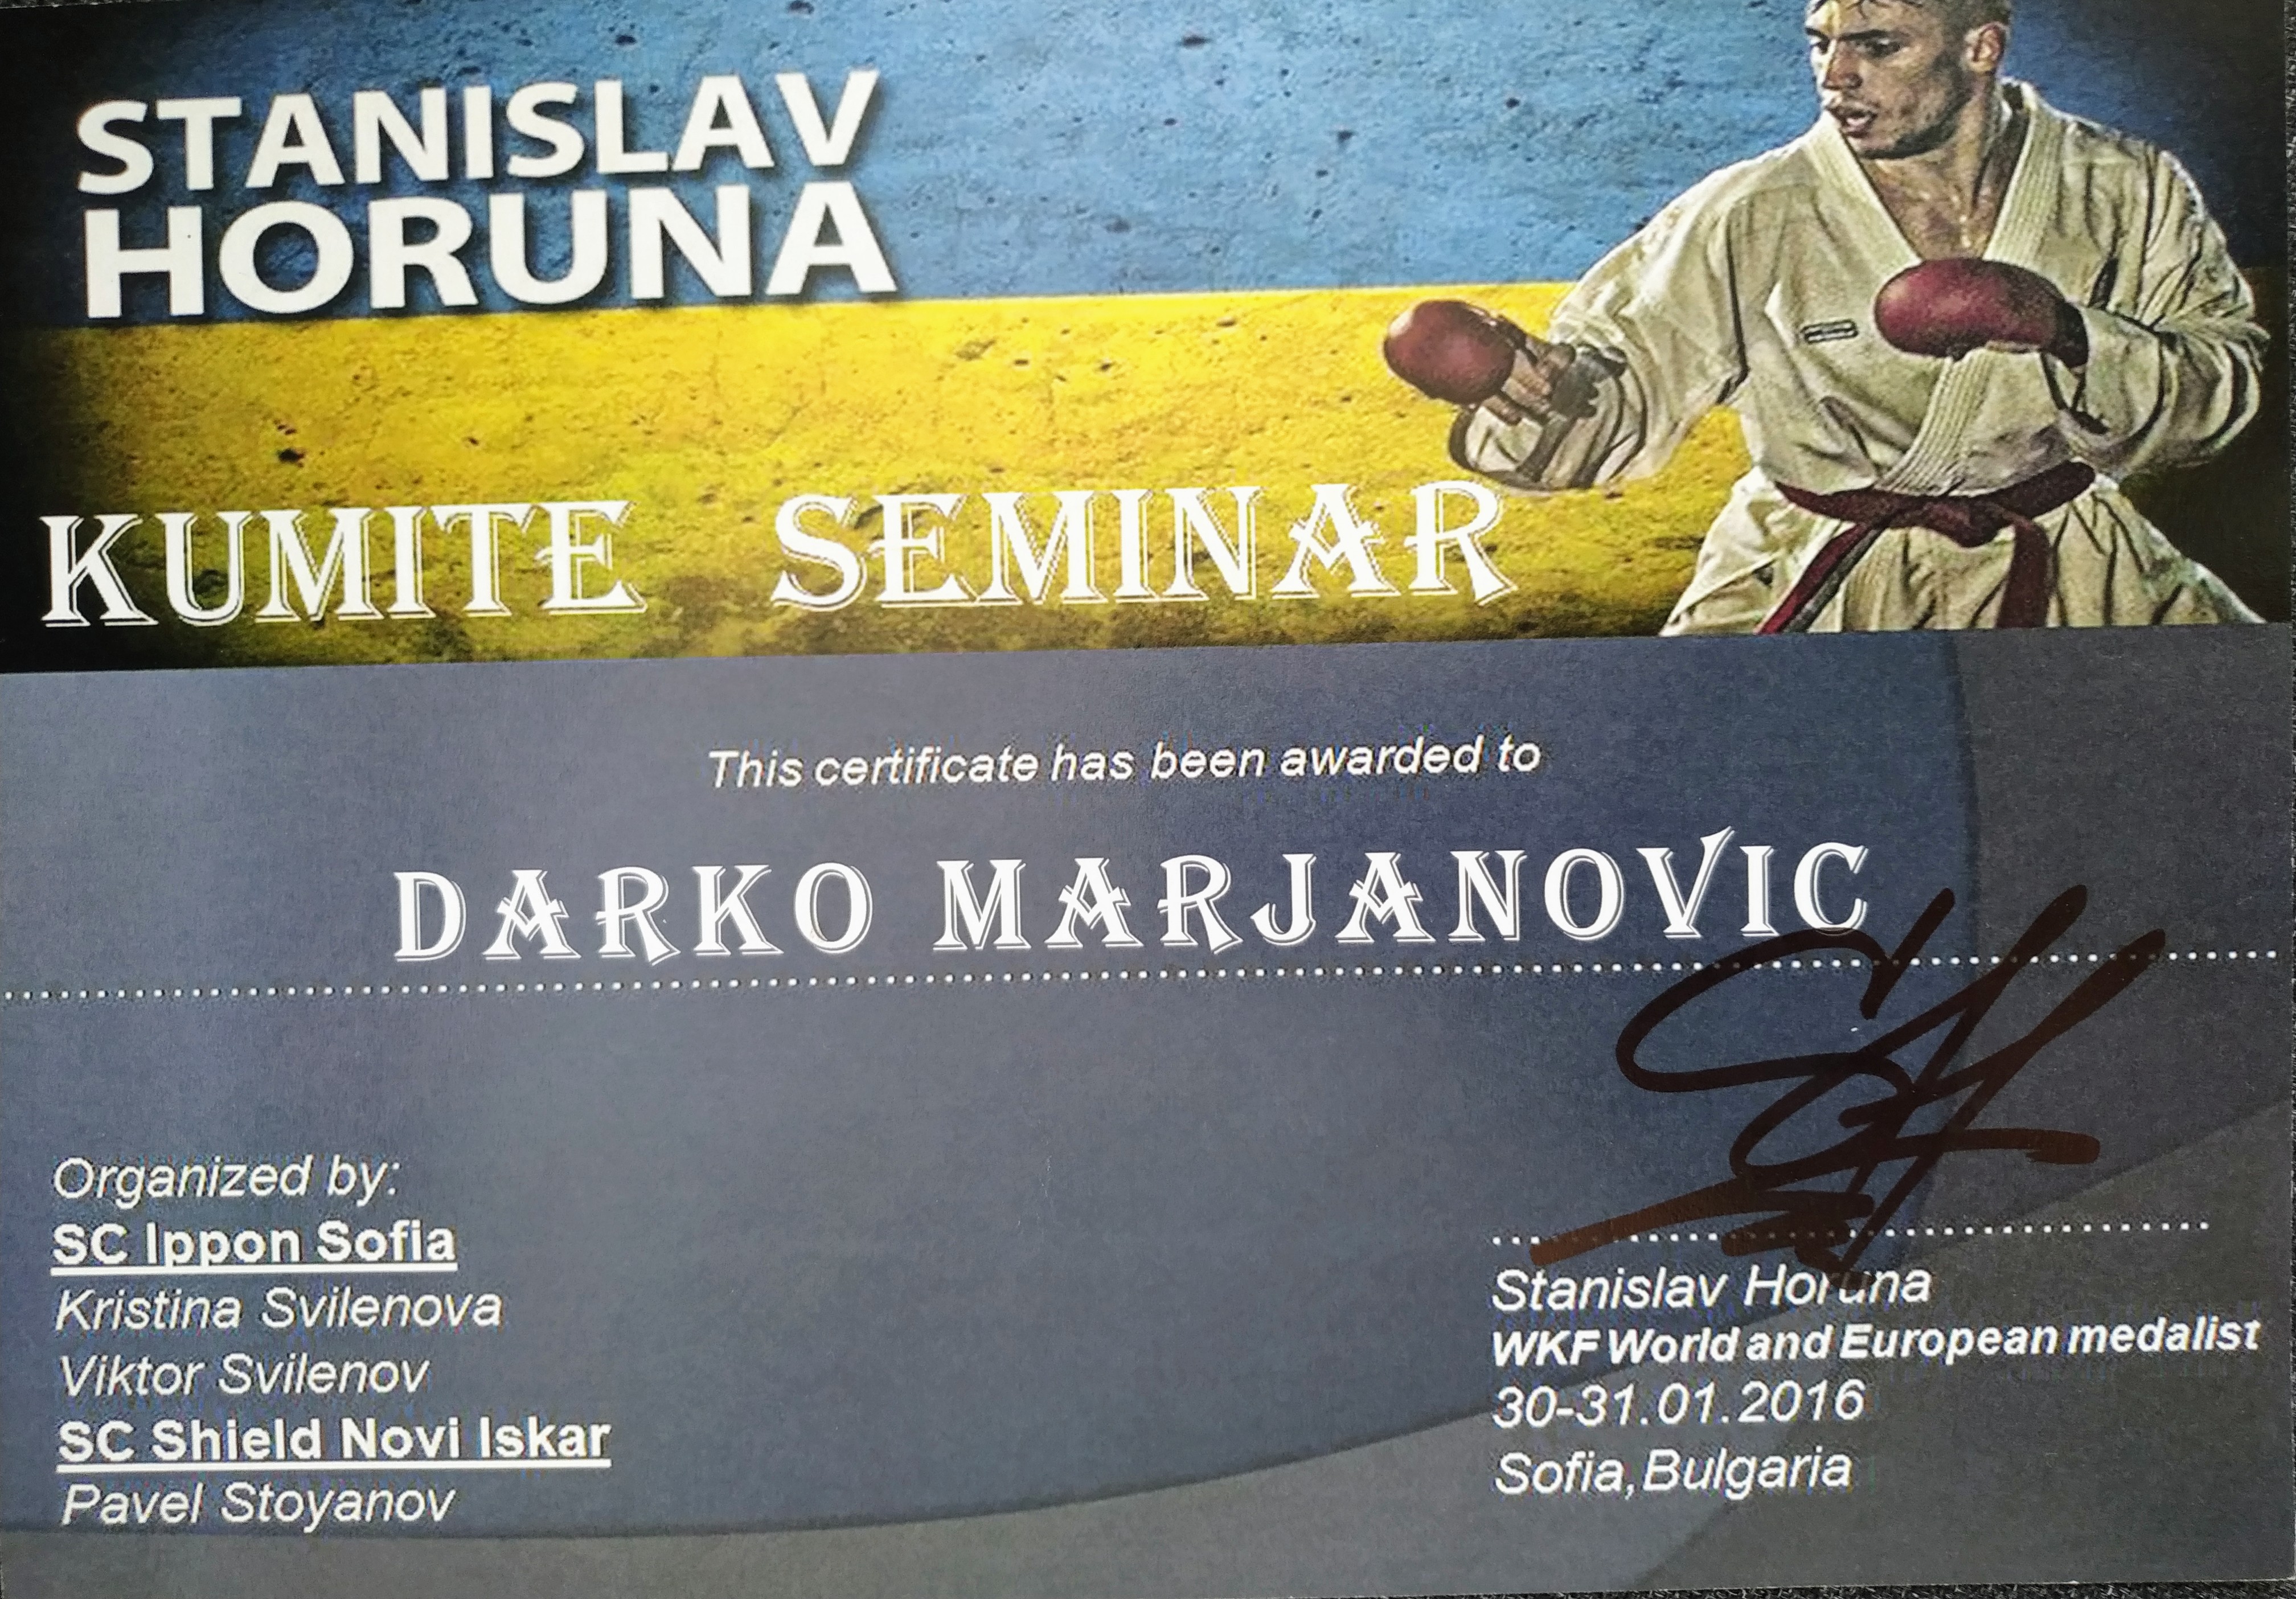 STANISLAV
HORUNA
KUMITE SEMINAR
This certificate has been awarded to
DARKO MARJANOVIC
Organized by:
SC Ippon Sofia
Kristina Svilenova
Viktor Svilenov
SC Shield Novi Iskar
Pavel Stoyanov
Stanislav Horuna
WKF World and European medalist
30-31.01.2016
Sofia,Bulgaria